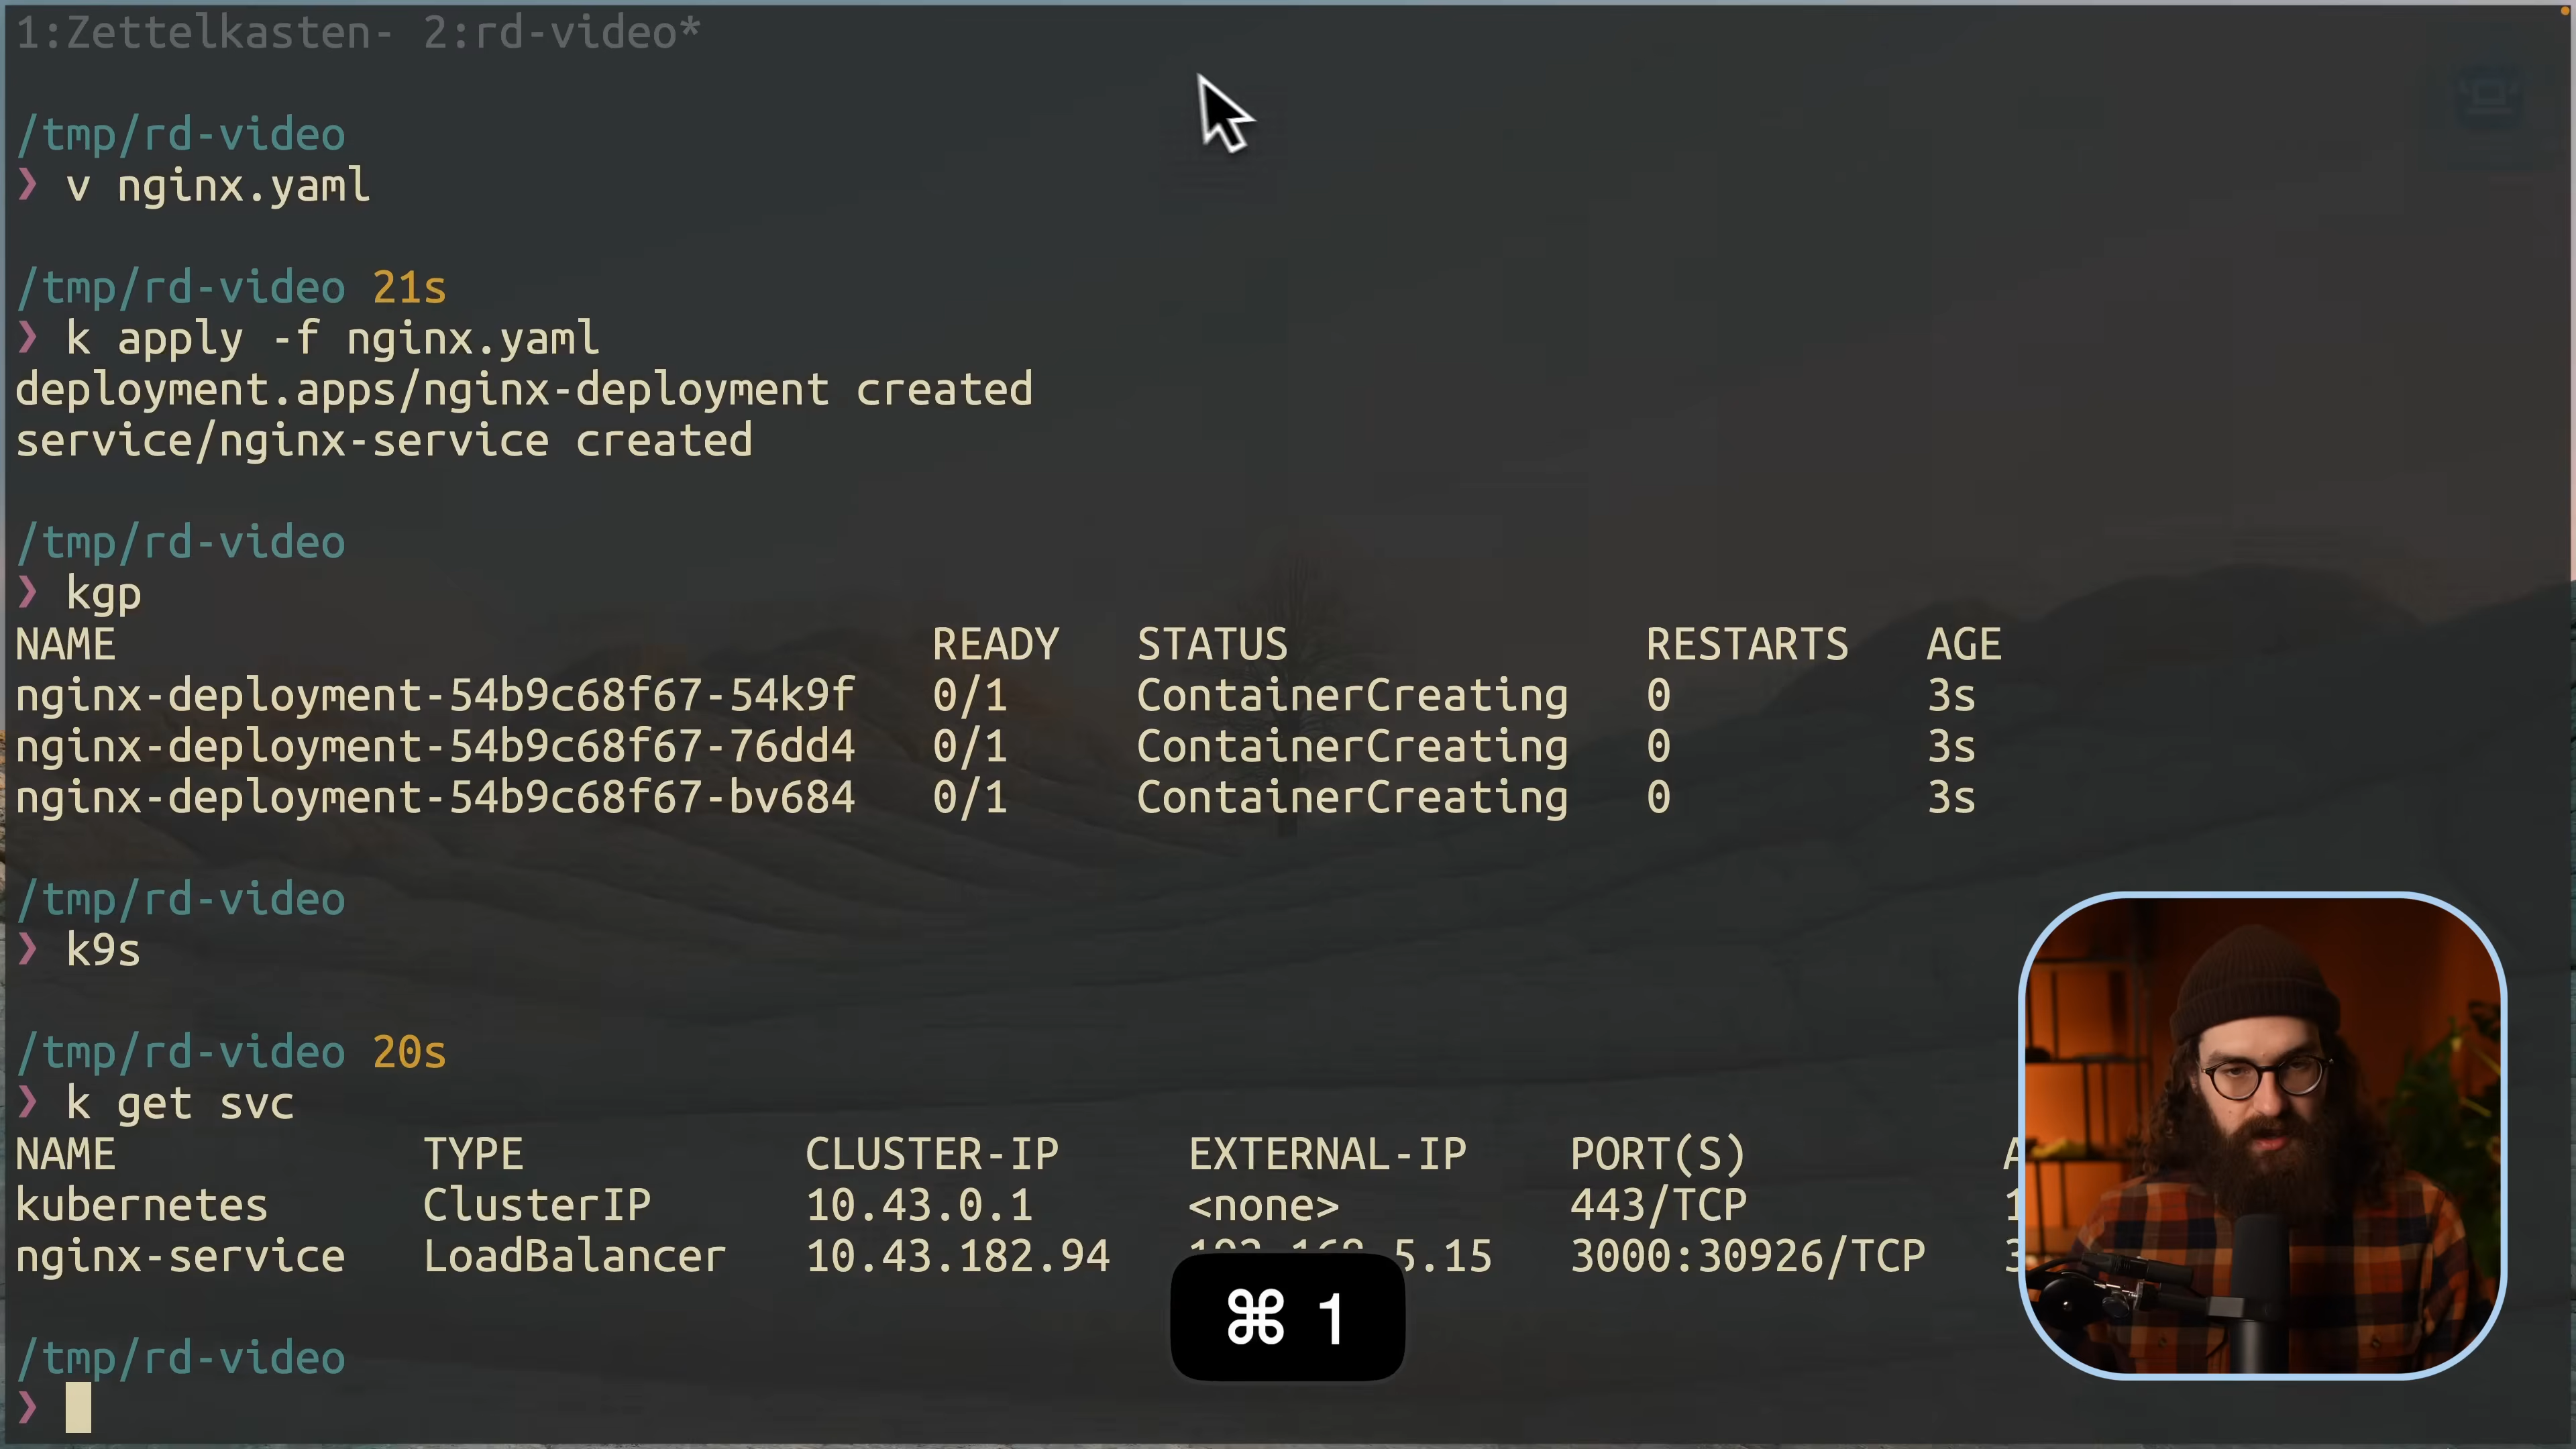 1:Zettelkasten- 2:rd-video*
/tmp/rd-video
❯ v nginx.yaml
/tmp/rd-video 21s
❯ k apply -f nginx.yaml
deployment.apps/nginx-deployment created
service/nginx-service created
/tmp/rd-video
❯ kgp
NAME READY STATUS RESTARTS AGE
nginx-deployment-54b9c68f67-54k9f 0/1 ContainerCreating 0 3s
nginx-deployment-54b9c68f67-76dd4 0/1 ContainerCreating 0 3s
nginx-deployment-54b9c68f67-bv684 0/1 ContainerCreating 0 3s
/tmp/rd-video
❯ k9s
/tmp/rd-video 20s
❯ k get svc
NAME TYPE CLUSTER-IP EXTERNAL-IP PORT(S)
kubernetes ClusterIP 10.43.0.1 <none> 443/TCP
nginx-service LoadBalancer 10.43.182.94 3000:30926/TCP
⌘ 1
/tmp/rd-video
❯